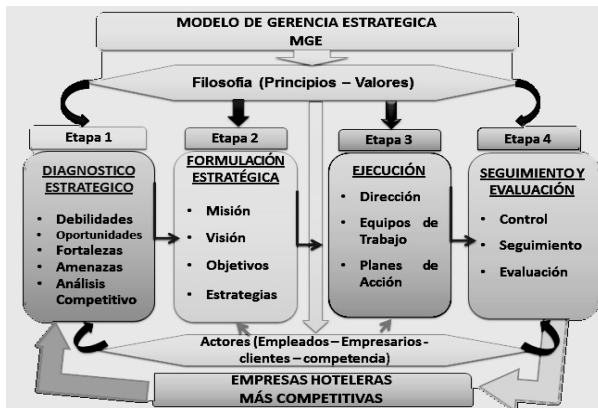 MODELO DE GERENCIA ESTRATEGICA
MGE
Filosofía (Principios – Valores)
Etapa 1
DIAGNOSTICO
ESTRATEGICO
• Debilidades
• Oportunidades
• Fortalezas
• Amenazas
• Análisis
Competitivo
Etapa 2
FORMULACIÓN
ESTRATÉGICA
• Misión
• Visión
• Objetivos
• Estrategias
Etapa 3
EJECUCIÓN
• Dirección
• Equipos de
Trabajo
• Planes de
Acción
Etapa 4
SEGUIMIENTO Y
EVALUACIÓN
• Control
• Seguimiento
• Evaluación
Actores (Empleados – Empresarios-
clientes – competencia)
EMPRESAS HOTELERAS
MÁS COMPETITIVAS